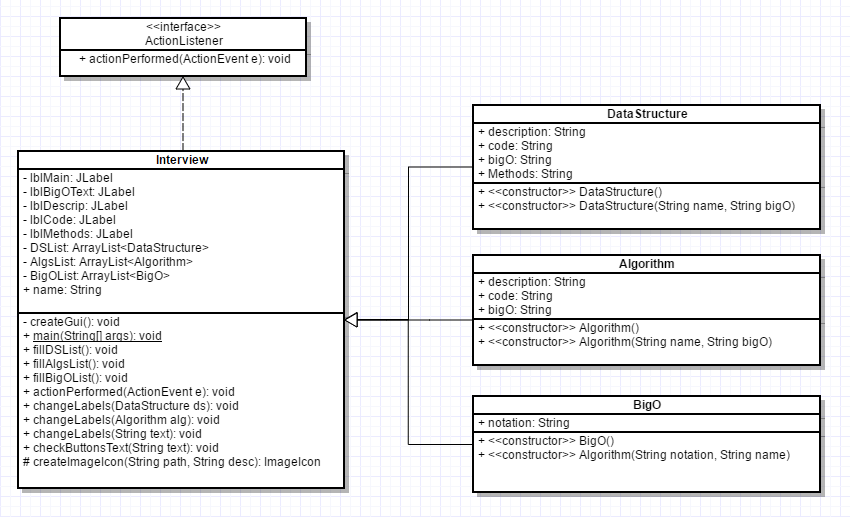 <<interface>>
ActionListener
+ actionPerformed(ActionEvent e): void
Interview
- lblMain: JLabel
- lblBigOText: JLabel
- lblDescrip: JLabel
- lblCode: JLabel
- lblMethods: JLabel
- DSList: ArrayList<DataStructure>
- AlgsList: ArrayList<Algorithm>
- BigOList: ArrayList<BigO>
+ name: String
- createGui(): void
+ main(String[] args): void
+ fillDSList(): void
+ fillAlgsList(): void
+ fillBigOList(): void
+ actionPerformed(ActionEvent e): void
+ changeLabels(DataStructure ds): void
+ changeLabels(Algorithm alg): void
+ changeLabels(String text): void
+ checkButtonsText(String text): void
# createImageIcon(String path, String desc): ImageIcon
DataStructure
+ description: String
+ code: String
+ bigO: String
+ Methods: String
+ <<constructor>> DataStructure()
+ <<constructor>> DataStructure(String name, String bigO)
Algorithm
+ description: String
+ code: String
+ bigO: String
+ <<constructor>> Algorithm()
+ <<constructor>> Algorithm(String name, String bigO)
BigO
+ notation: String
+ <<constructor>> BigO()
+ <<constructor>> Algorithm(String notation, String name)